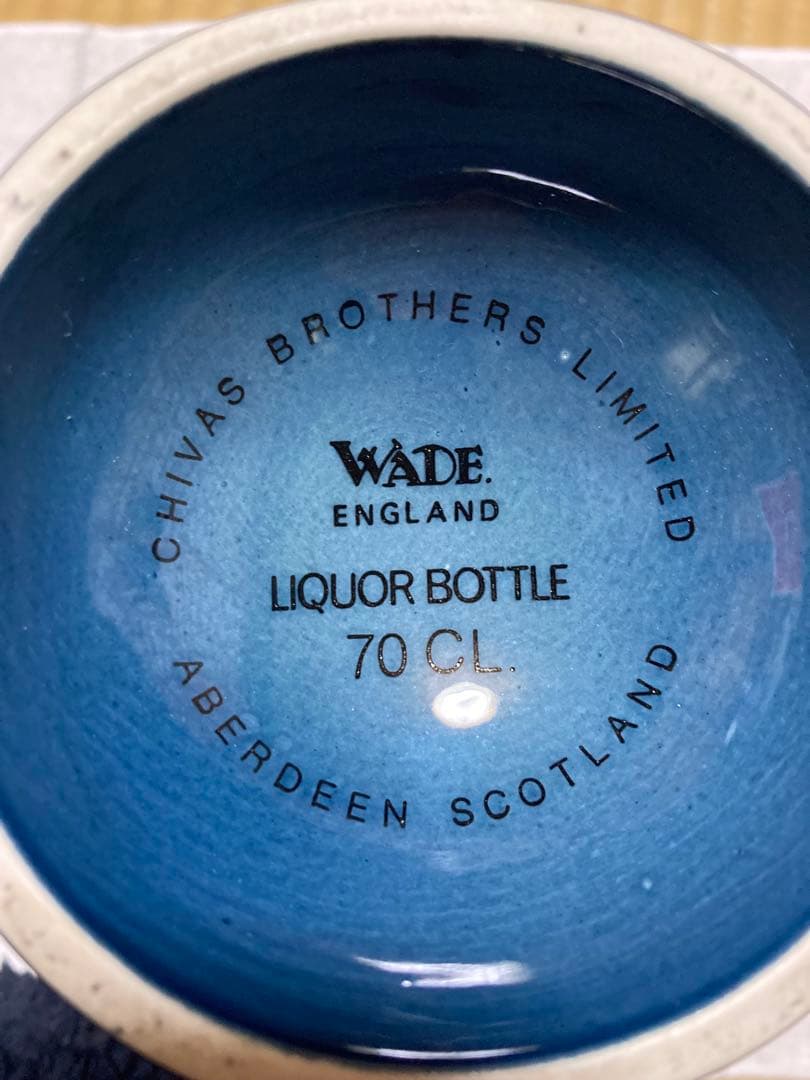 CHIVAS BROTHERS LIMITED
WADE.
ENGLAND
LIQUOR BOTTLE
70 CL.
ABERDEEN SCOTLAND